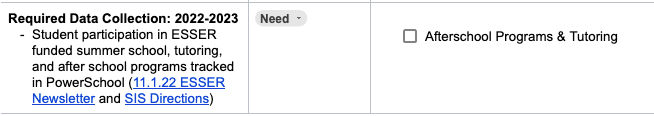 Required Data Collection: 2022-2023
- Student participation in ESSER
funded summer school, tutoring,
and after school programs tracked
in PowerSchool (11.1.22 ESSER
Newsletter and SIS Directions)
Need
Afterschool Programs & Tutoring